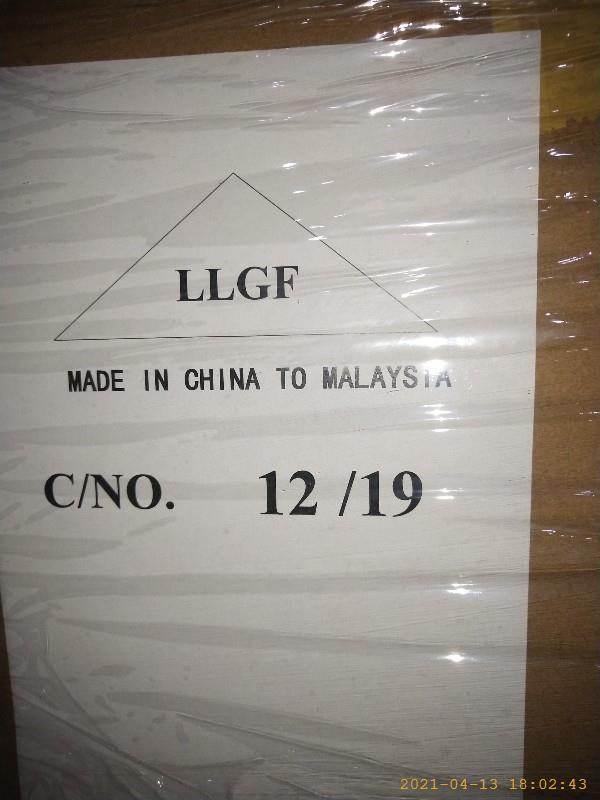 LLGF
MADE IN CHINA TO MALAYSIA
C/NO. 12 /19
2021-04-13 18:02:43